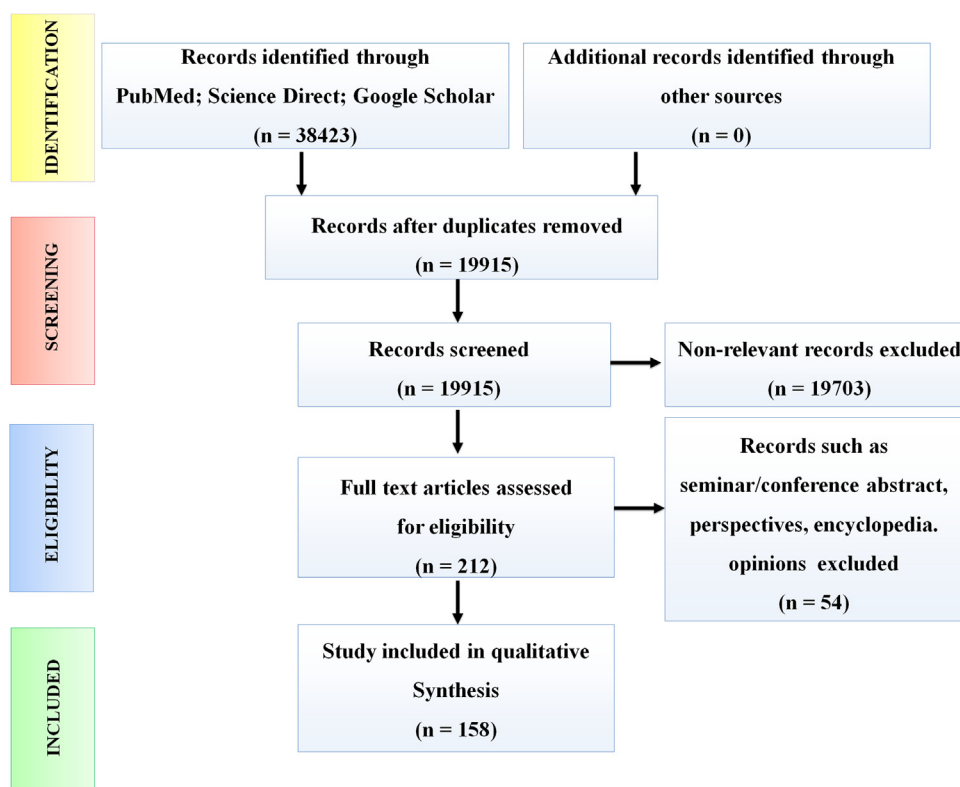 IDENTIFICATION
Records identified through
PubMed; Science Direct; Google Scholar
(n = 38423)
Additional records identified through
other sources
(n = 0)
SCREENING
Records after duplicates removed
(n = 19915)
Records screened
(n = 19915)
Non-relevant records excluded
(n = 19703)
ELIGIBILITY
Full text articles assessed
for eligibility
(n = 212)
Records such as
seminar/conference abstract,
perspectives, encyclopedia.
opinions excluded
(n = 54)
INCLUDED
Study included in qualitative
Synthesis
(n = 158)